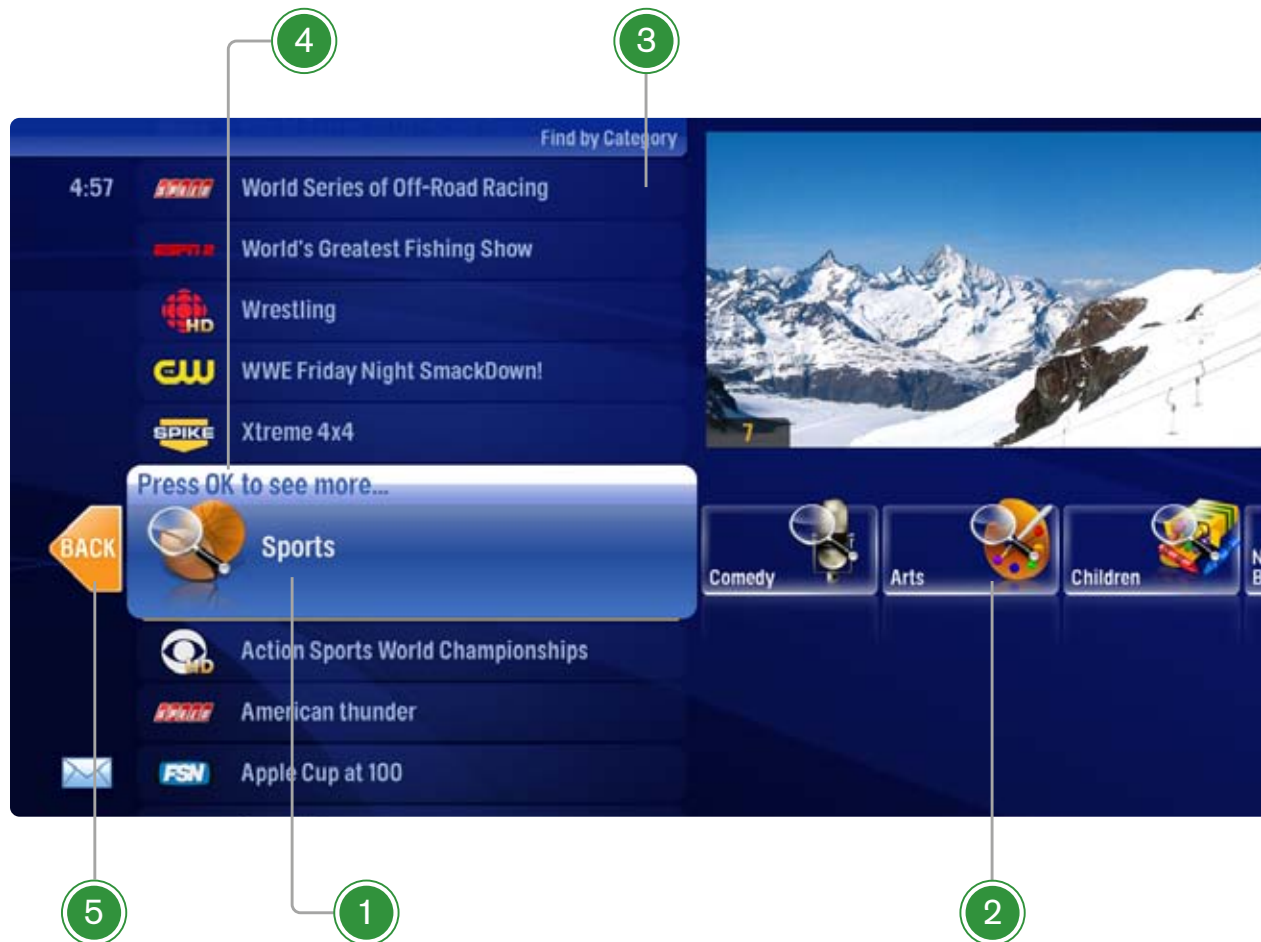 4
3
Find by Category
4:57
SPEED
World Series of Off-Road Racing
ESPN 2
World's Greatest Fishing Show
HD
Wrestling
CW
WWE Friday Night SmackDown!
SPIKE
Xtreme 4x4
7
Press OK to see more...
BACK
Sports
Comedy
Arts
Children
N
B
HD
Action Sports World Championships
SPEED
American thunder
FSN
Apple Cup at 100
5
1
2